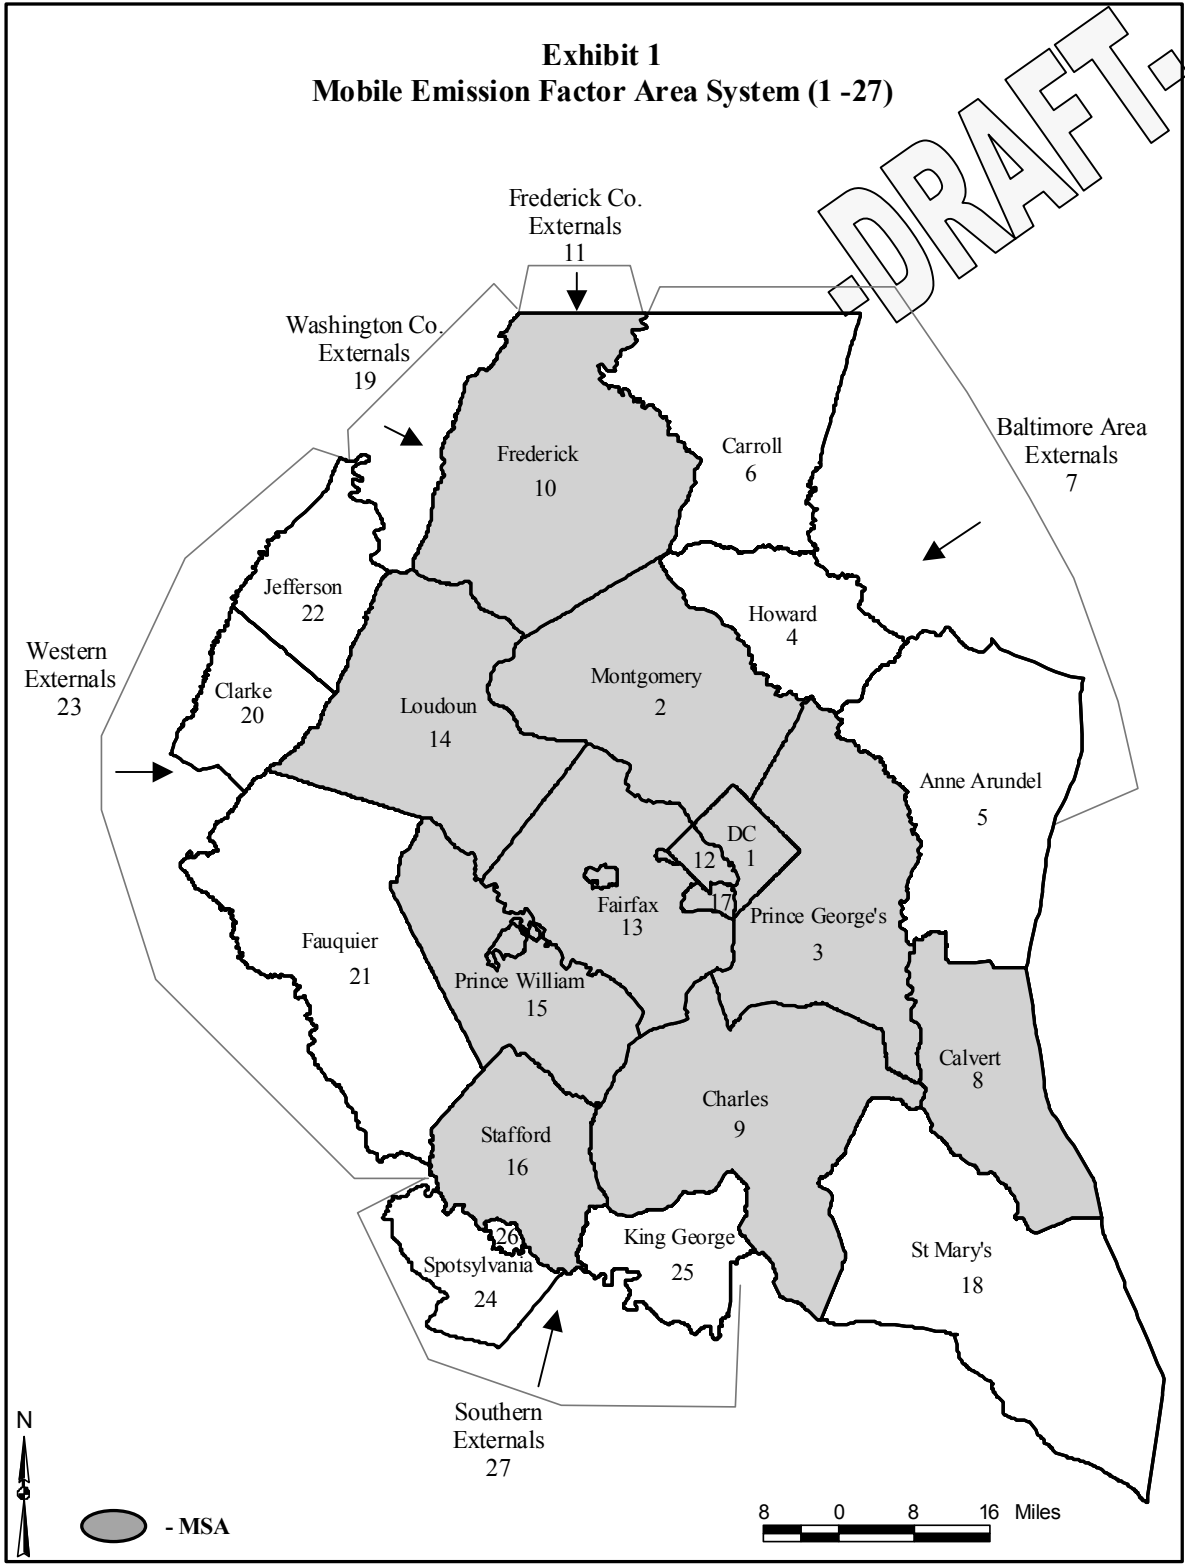 Exhibit 1
Mobile Emission Factor Area System (1 -27)
·DRAFT·
Frederick Co.
Externals
11
Washington Co.
Externals
19
Baltimore Area
Externals
7
Frederick
10
Carroll
6
Jefferson
22
Howard
4
Western
Externals
23
Clarke
20
Loudoun
14
Montgomery
2
Anne Arundel
5
DC
1
12
17
Fairfax
13
Prince George's
3
Fauquier
21
Prince William
15
Calvert
8
Charles
9
Stafford
16
26
King George
25
Spotsylvania
24
St Mary's
18
Southern
Externals
27
N
- MSA
8 0 8 16 Miles